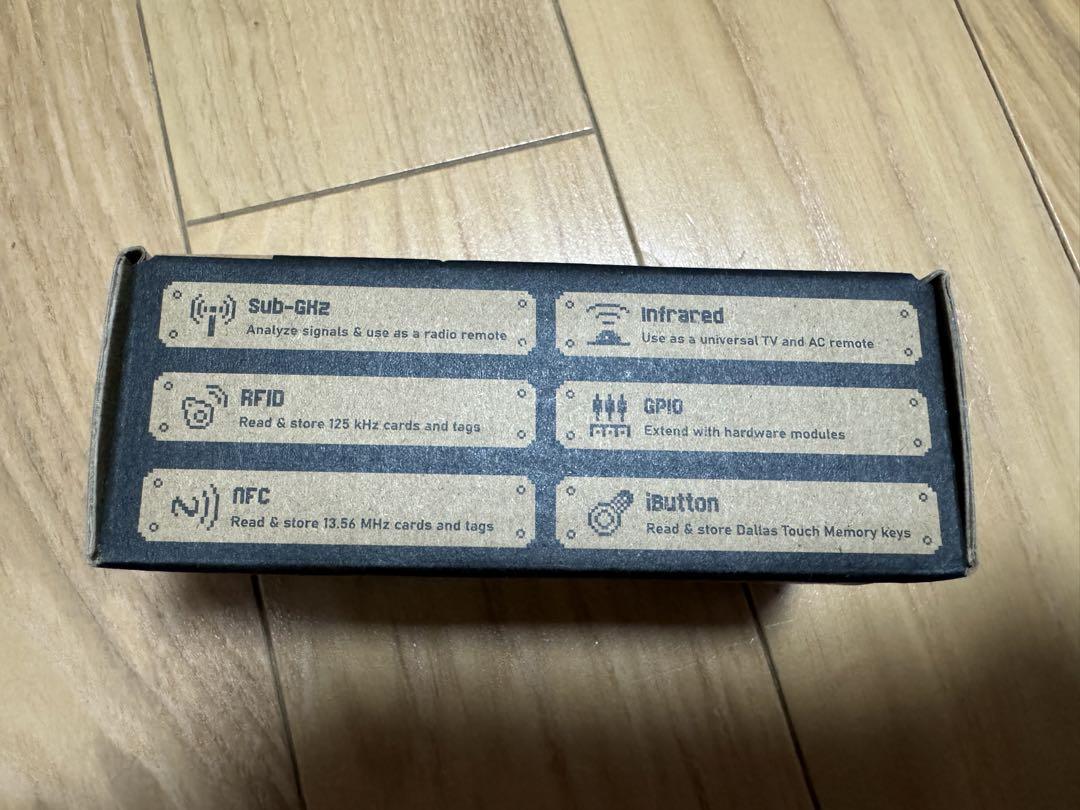 Sub-GHz
Analyze signals & use as a radio remote
RFID
Read & store 125 kHz cards and tags
NFC
Read & store 13.56 MHz cards and tags
Infrared
Use as a universal TV and AC remote
GPIO
Extend with hardware modules
iButton
Read & store Dallas Touch Memory keys